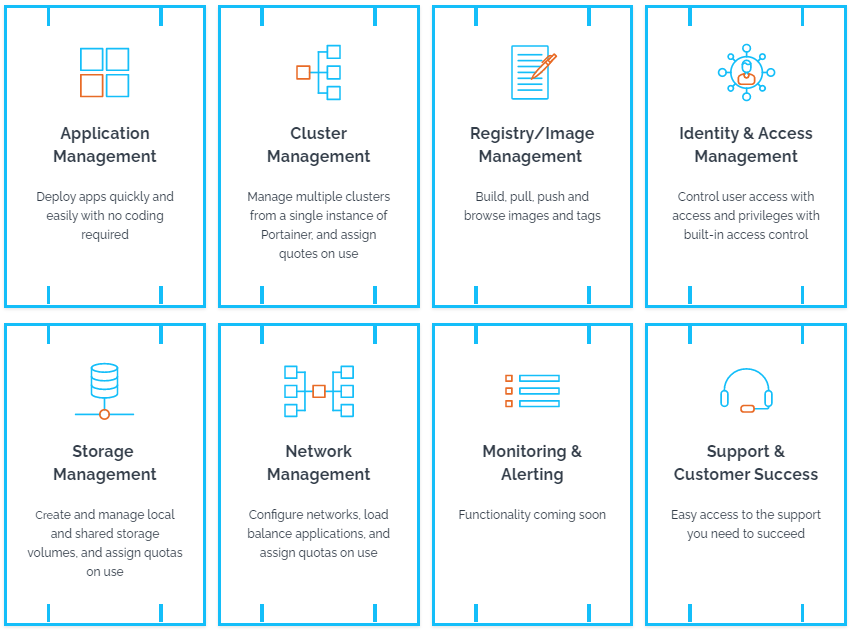 Application
Management
Deploy apps quickly and
easily with no coding
required
Cluster
Management
Manage multiple clusters
from a single instance of
Portainer, and assign
quotes on use
Registry/Image
Management
Build, pull, push and
browse images and tags
Identity & Access
Management
Control user access with
access and privileges with
built-in access control
Storage
Management
Create and manage local
and shared storage
volumes, and assign quotas
on use
Network
Management
Configure networks, load
balance applications, and
assign quotas on use
Monitoring &
Alerting
Functionality coming soon
Support &
Customer Success
Easy access to the support
you need to succeed